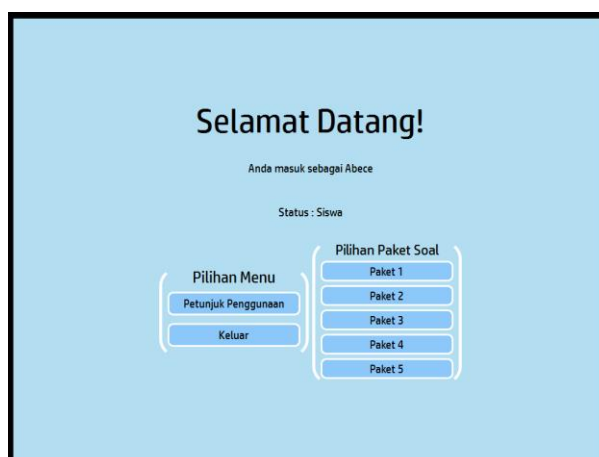 Selamat Datang!
Anda masuk sebagai Abece
Status : Siswa
Pilihan Menu
Petunjuk Penggunaan
Keluar
Pilihan Paket Soal
Paket 1
Paket 2
Paket 3
Paket 4
Paket 5